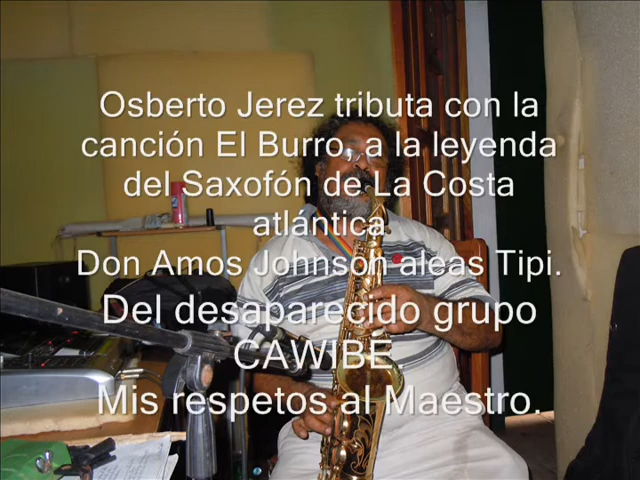 Osberto Jerez tributa con la
canción El Burro, a la leyenda
del Saxofón de La Costa
atlántica.
Don Amos Johnson aleas Tipi.
Del desaparecido grupo
CAWIBE
Mis respetos al Maestro.